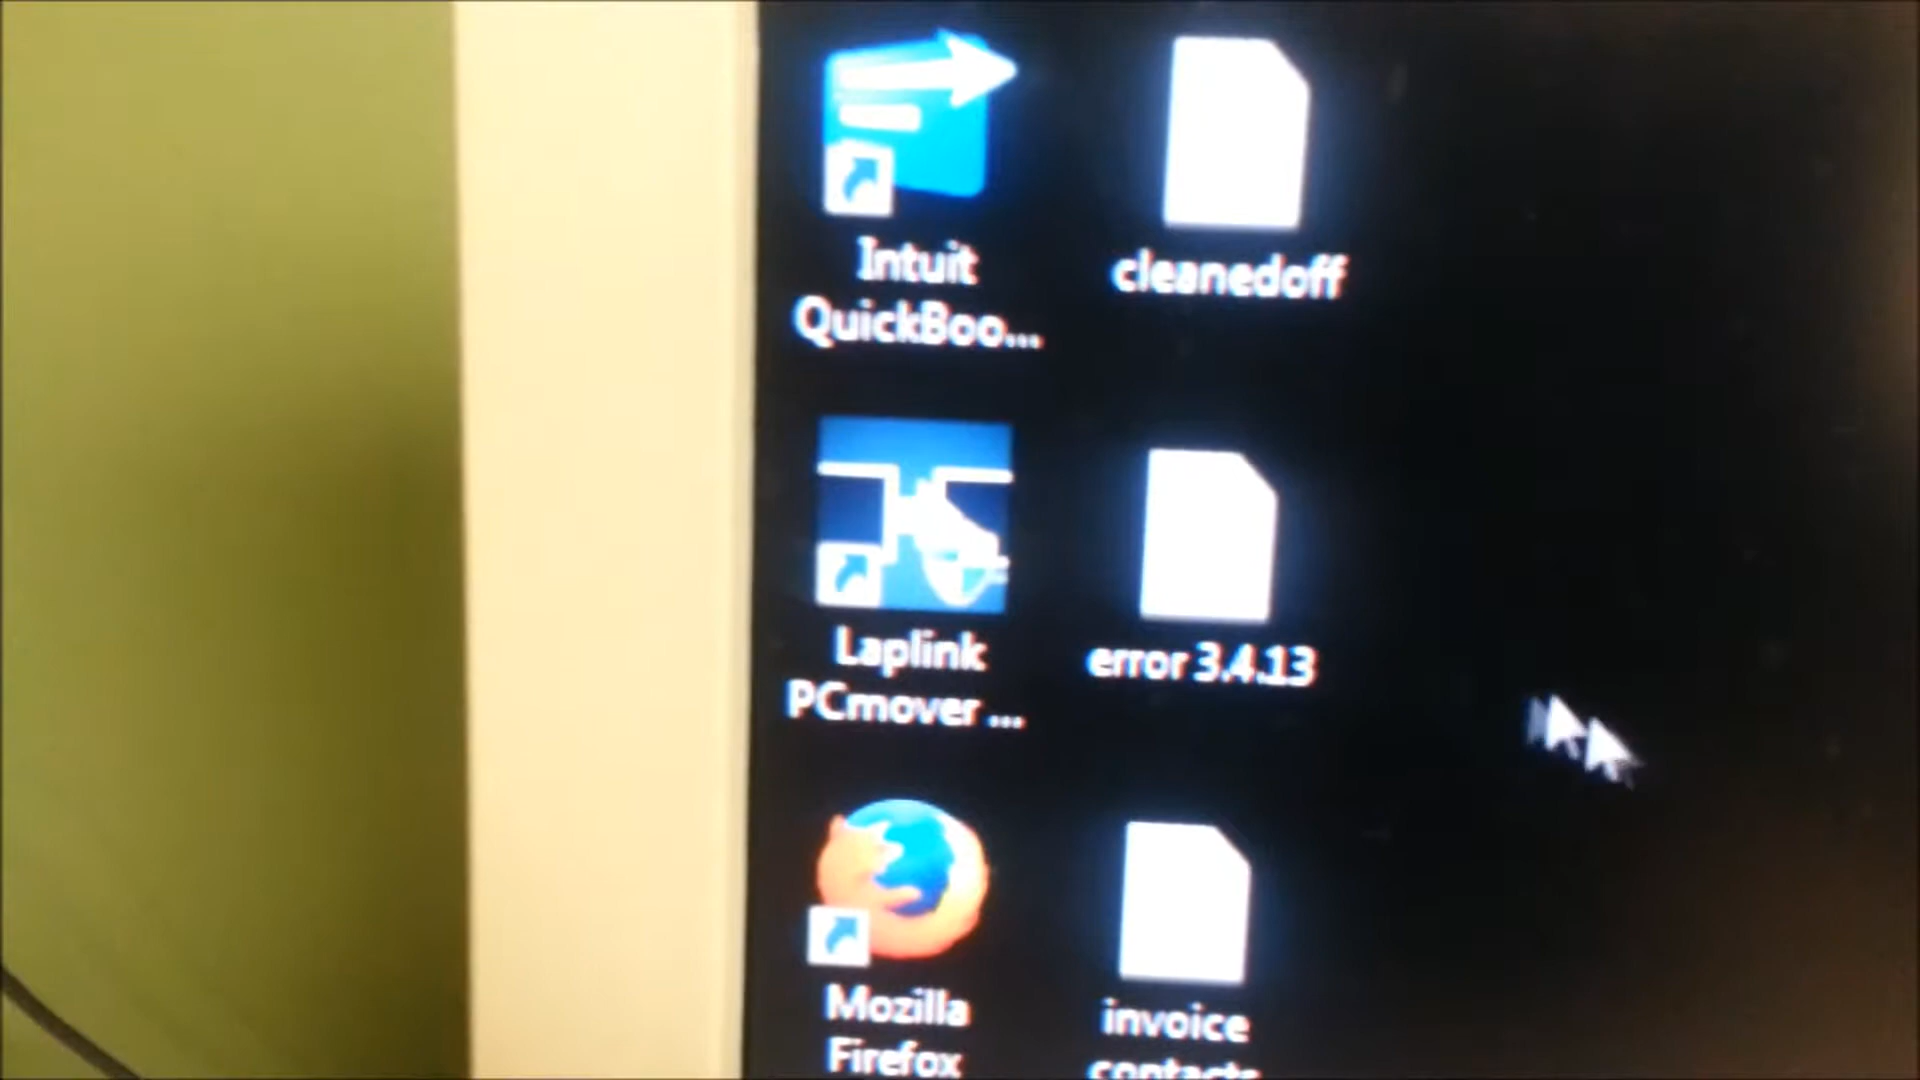 Intuit
QuickBoo...
cleanedoff
Laplink
PCmover ...
error 3.4.13
Mozilla
Firefox
invoice
contacts